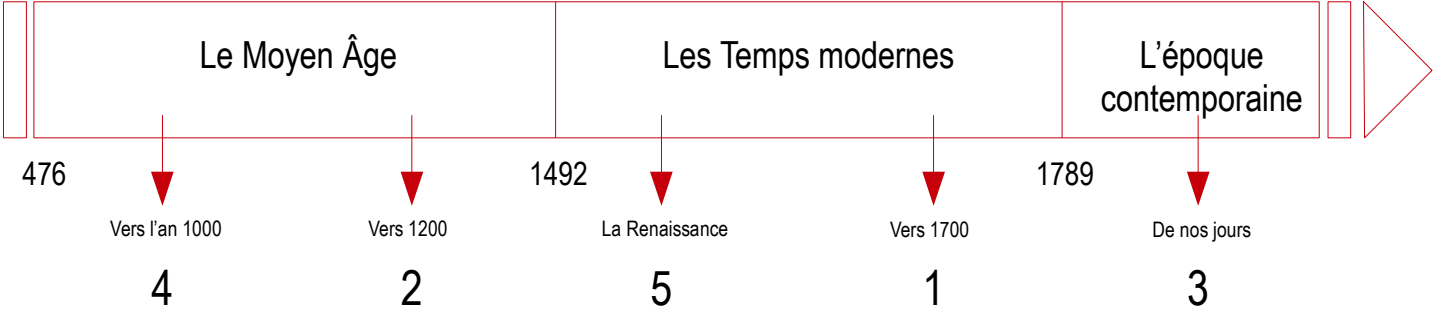 Le Moyen Âge
Les Temps modernes
L’époque
contemporaine
476
1492
1789
Vers l’an 1000
Vers 1200
La Renaissance
Vers 1700
De nos jours
4
2
5
1
3